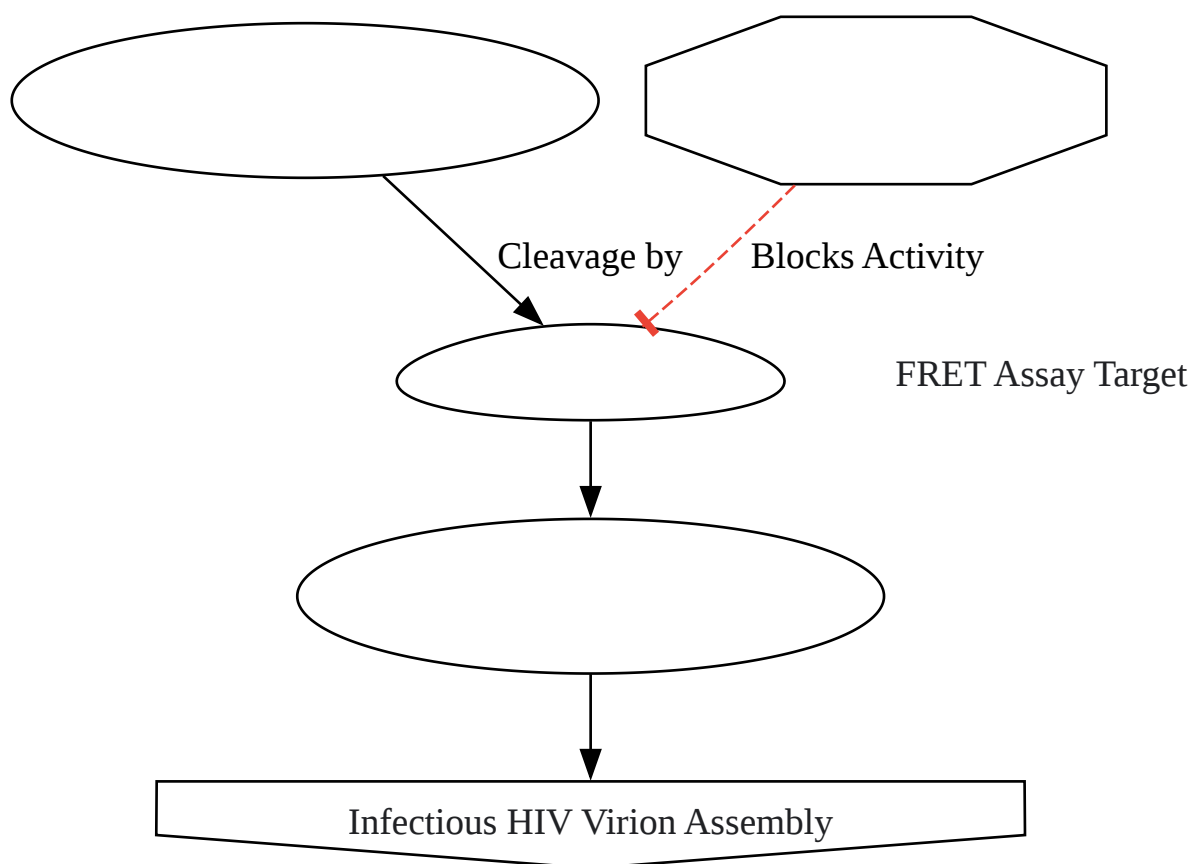 Cleavage by
Blocks Activity
FRET Assay Target
Infectious HIV Virion Assembly